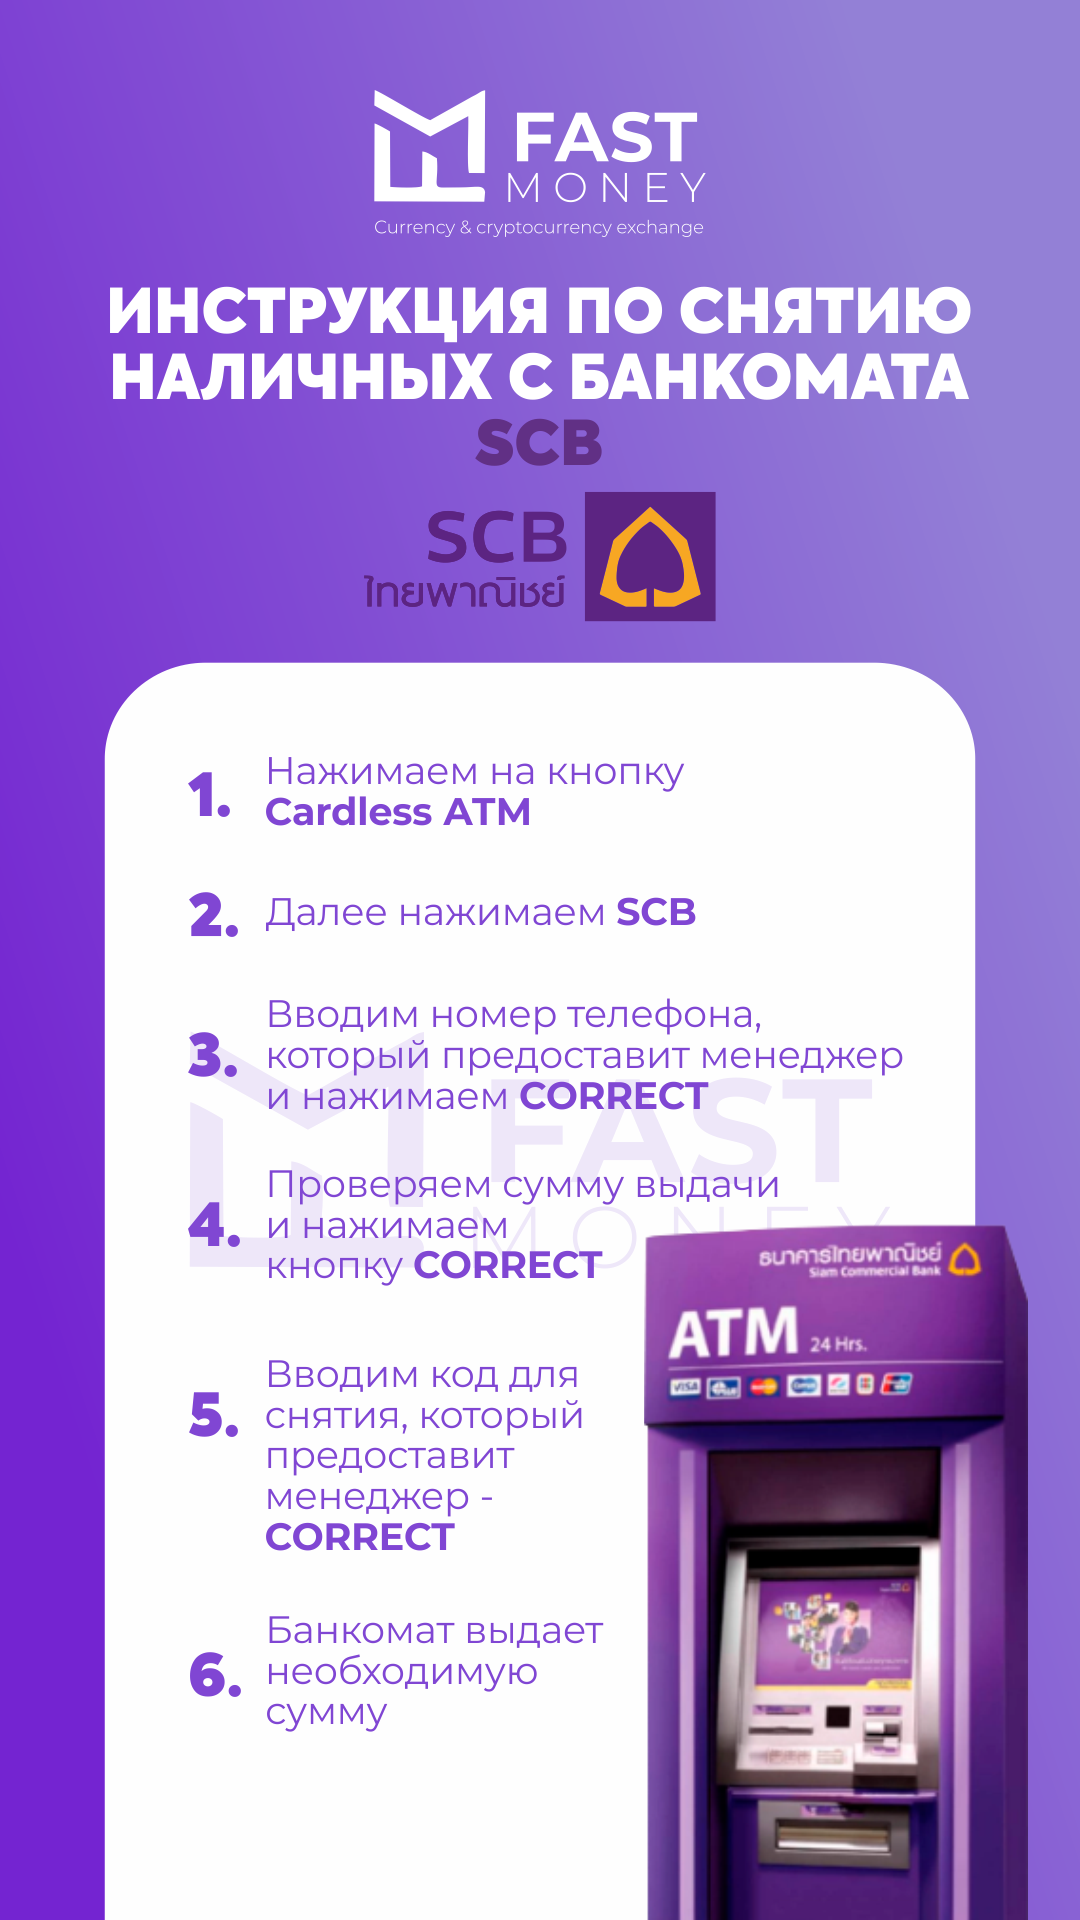 FAST
MONEY
Currency & cryptocurrency exchange
ИНСТРУКЦИЯ ПО СНЯТИЮ
НАЛИЧНЫХ С БАНКОМАТА
SCB
SCB
ไทยพาณิชย์
1. Нажимаем на кнопку
Cardless ATM
2. Далее нажимаем SCB
3. Вводим номер телефона,
который предоставит менеджер
и нажимаем CORRECT
FAST
MONEY
4. Проверяем сумму выдачи
и нажимаем
кнопку CORRECT
ธนาคารไทยพาณิชย์
Siam Commercial Bank
ATM 24 Hrs.
VISA
5. Вводим код для
снятия, который
предоставит
менеджер -
CORRECT
6. Банкомат выдает
необходимую
сумму